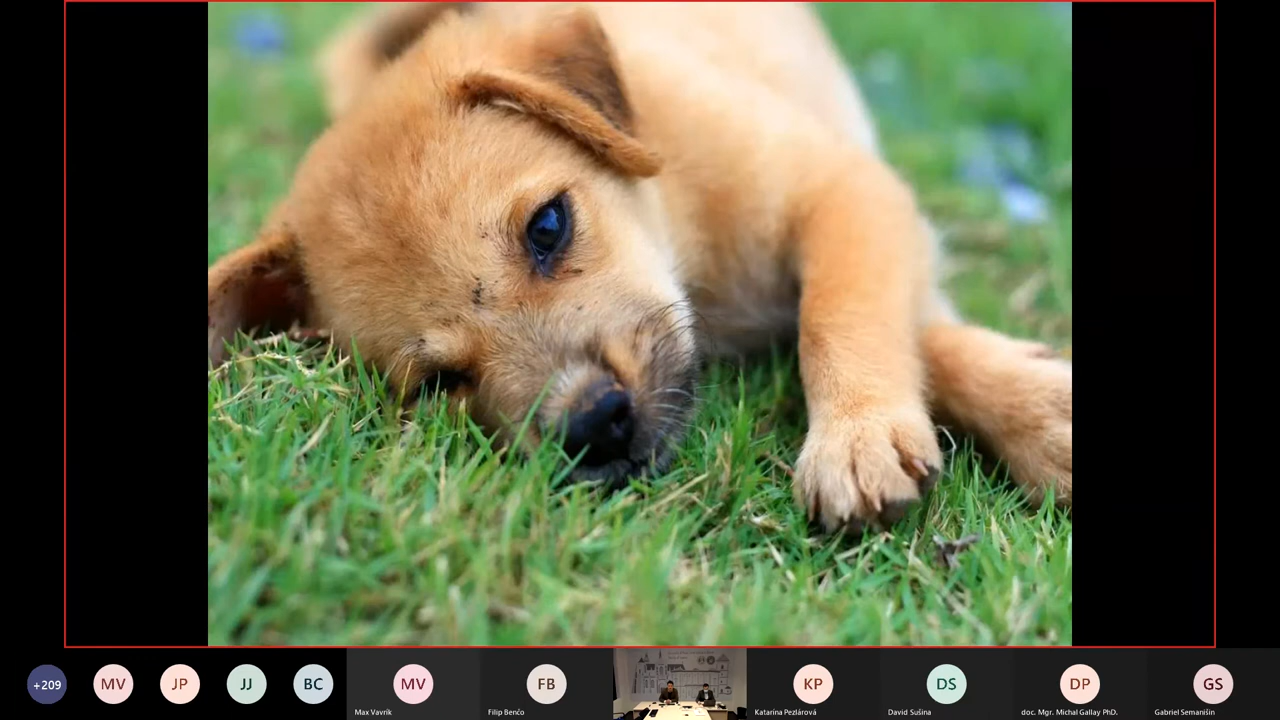 +209
MV
JP
JJ
BC
MV
FB
KP
DS
DP
GS
Max Vavrík
Filip Benčo
Katarína Pezlárová
David Sušina
doc. Mgr. Michal Gallay PhD.
Gabriel Semanišin